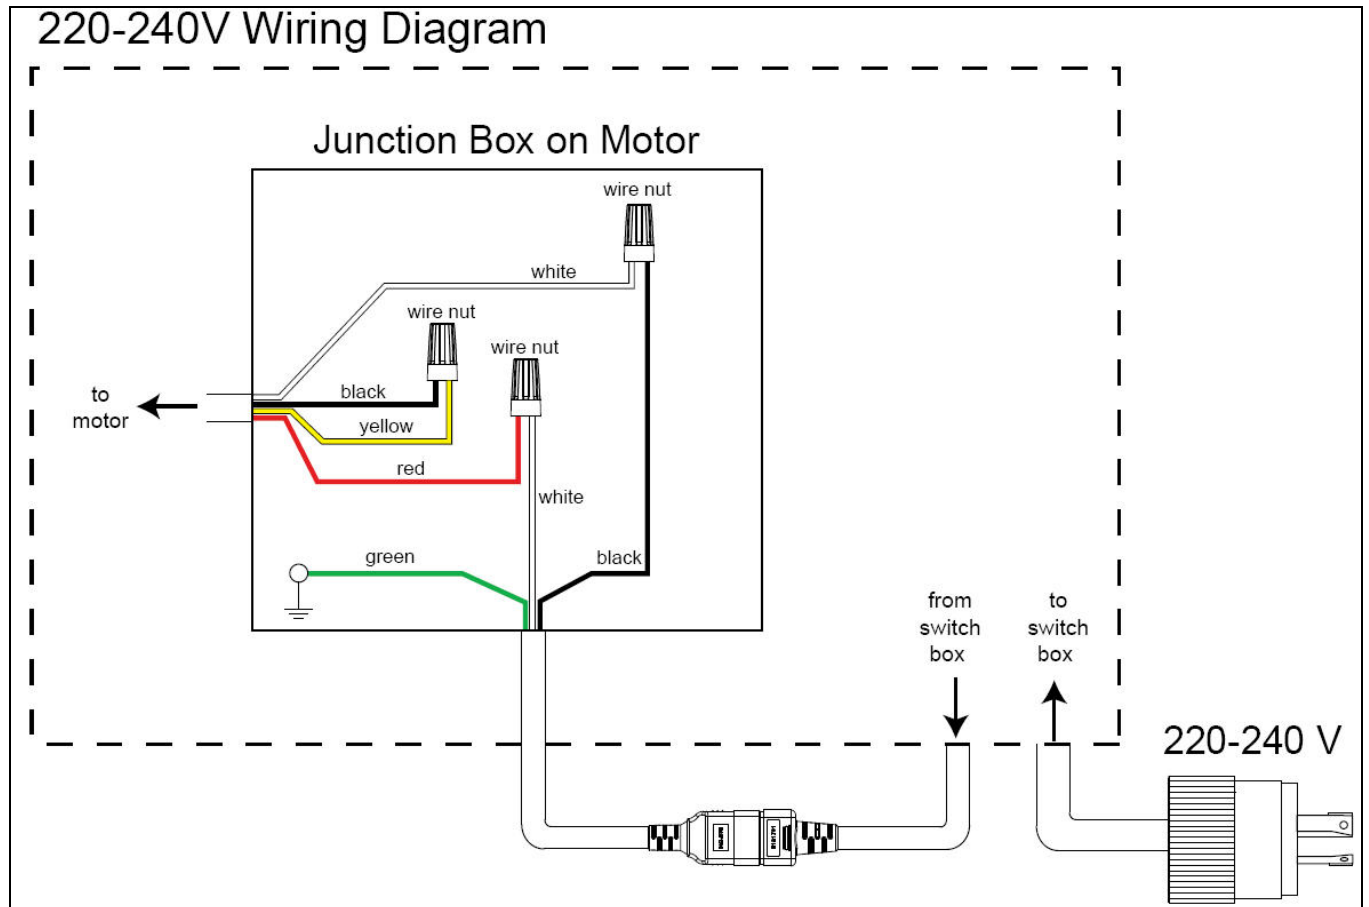 220-240V Wiring Diagram
Junction Box on Motor
wire nut
white
wire nut
wire nut
black
to
motor
yellow
red
white
green
black
from
switch
box
to
switch
box
220-240 V